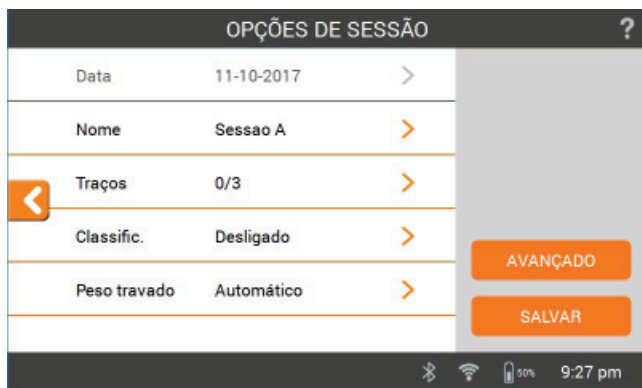 OPÇÕES DE SESSÃO ?
Data 11-10-2017
Nome Sessao A
Traços 0/3
Classific. Desligado
Peso travado Automático
AVANÇADO
SALVAR
50% 9:27 pm